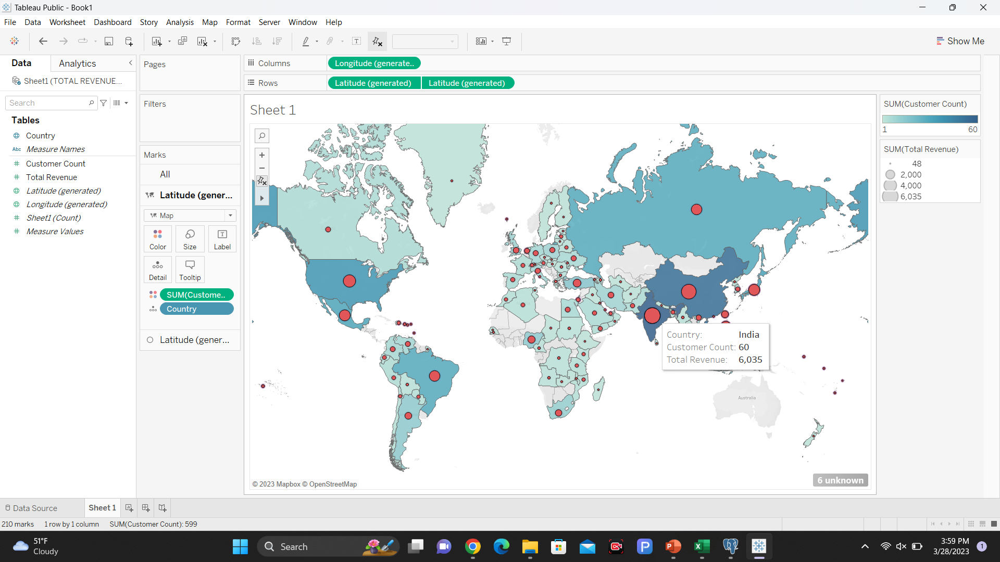 Tableau Public - Book1
File Data Worksheet Dashboard Story Analysis Map Format Server Window Help
Show Me
Data Analytics
Sheet1 (TOTAL REVENUE...
Search
Tables
Country
Abc Measure Names
Customer Count
Total Revenue
Latitude (generated)
Longitude (generated)
Sheet1 (Count)
Measure Values
Pages
Filters
Marks
All
Latitude (gener...
Map
Color Size Label
Detail Tooltip
SUM(Custome..
Country
Latitude (gener...
Columns Longitude (generate..
Rows Latitude (generated) Latitude (generated)
Sheet 1
Country: India
Customer Count: 60
Total Revenue: 6,035
Australia
© 2023 Mapbox © OpenStreetMap
6 unknown
SUM(Customer Count)
1 60
SUM(Total Revenue)
48
2,000
4,000
6,035
Data Source Sheet 1
210 marks 1 row by 1 column SUM(Customer Count): 599
51°F
Cloudy
Search
3:59 PM
3/28/2023
1